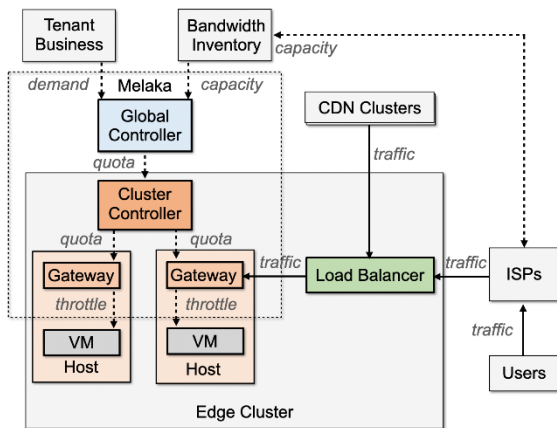 Tenant
Business
Bandwidth
Inventory
capacity
demand
Melaka
capacity
Global
Controller
CDN Clusters
quota
traffic
Cluster
Controller
quota
quota
Gateway
Gateway
traffic
Load Balancer
traffic
ISPs
throttle
throttle
traffic
VM
VM
Host
Host
Users
Edge Cluster